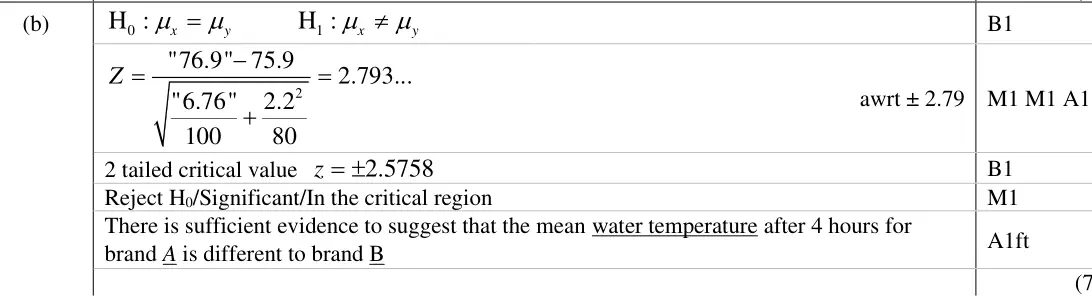 (b) H₀ : μₓ = μᵧ H₁ : μₓ ≠ μᵧ B1
Z = ("76.9" − 75.9) / √("6.76"/100 + 2.2²/80) = 2.793...
awrt ± 2.79 M1 M1 A1
2 tailed critical value z = ±2.5758 B1
Reject H₀/Significant/In the critical region M1
There is sufficient evidence to suggest that the mean water temperature after 4 hours for
brand A is different to brand B A1ft
(7